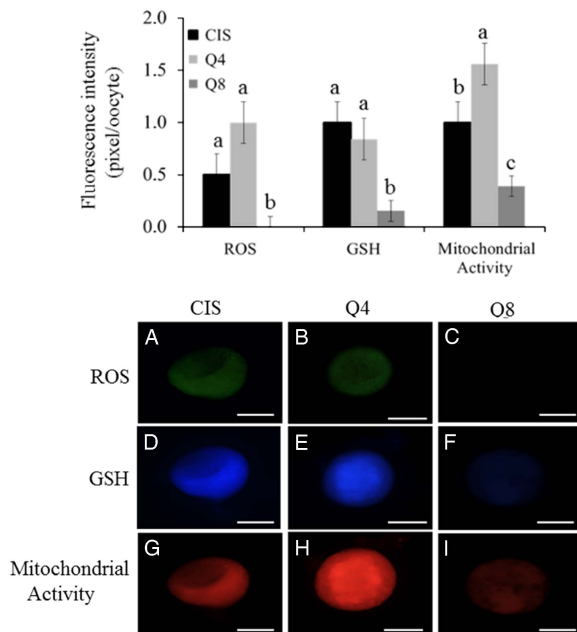 Fluorescence intensity
(pixel/oocyte)
2.0
1.5
1.0
0.5
0.0
CIS
Q4
Q8
a
a
b
a
a
b
b
a
c
ROS
GSH
Mitochondrial
Activity
CIS
Q4
Q8
ROS
A
B
C
GSH
D
E
F
Mitochondrial
Activity
G
H
I